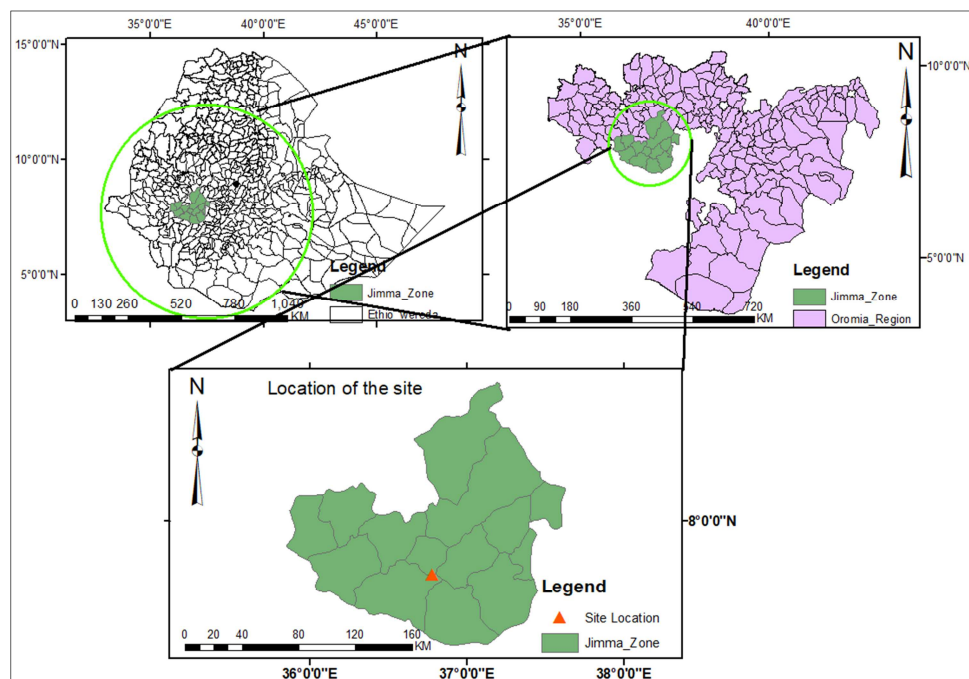 35°0'0"E 40°0'0"E 45°0'0"E
15°0'0"N
10°0'0"N
5°0'0"N
N
Legend
Jimma_Zone
Ethio_wereda
0 130 260 520 780 1,040
KM
35°0'0"E 40°0'0"E
10°0'0"N
5°0'0"N
N
Legend
Jimma_Zone
Oromia_Region
0 90 180 360 540 720
KM
Location of the site
N
8°0'0"N
Legend
Site Location
Jimma_Zone
0 20 40 80 120 160
KM
36°0'0"E 37°0'0"E 38°0'0"E